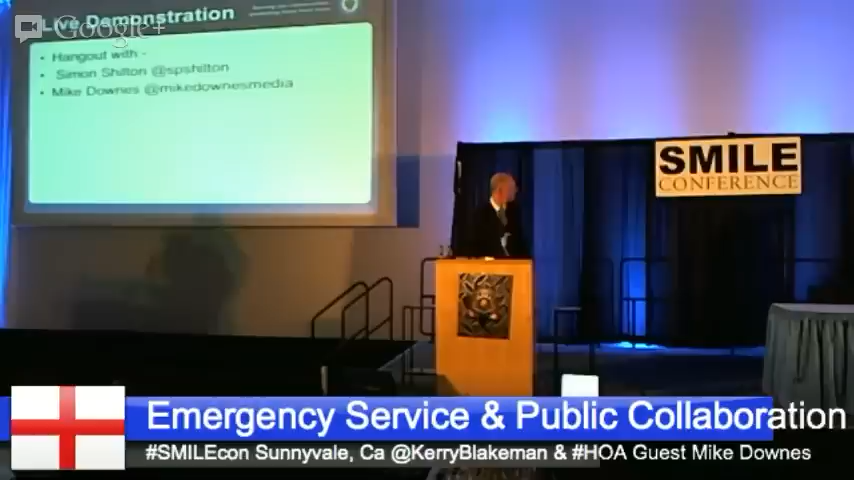 Google+
Live Demonstration
• Hangout with -
• Simon Shilton @spshilton
• Mike Downes @mikedownesmedia
SMILE
CONFERENCE
Emergency Service & Public Collaboration
#SMILEcon Sunnyvale, Ca @KerryBlakeman & #HOA Guest Mike Downes